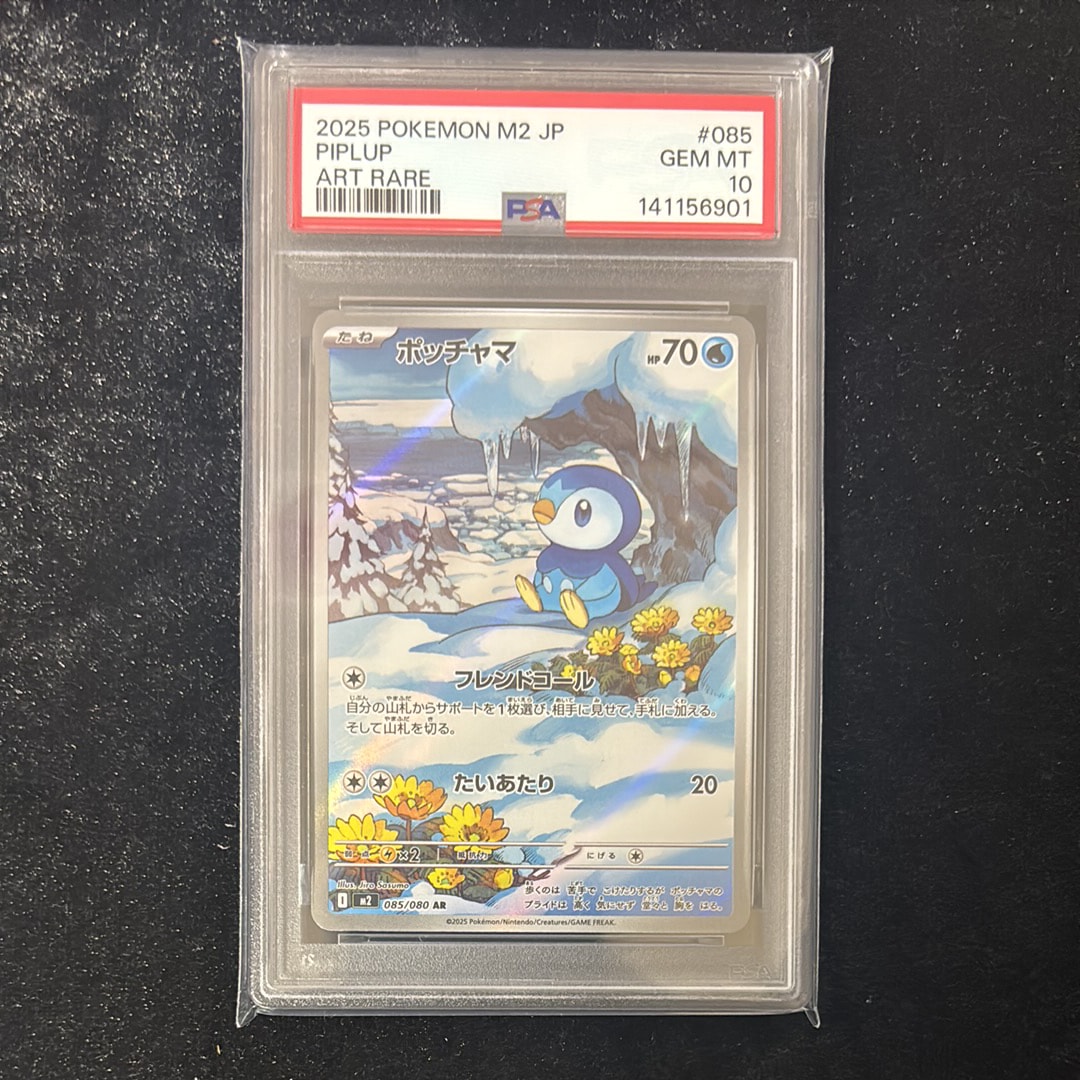 2025 POKEMON M2 JP
#085
PIPLUP
GEM MT
ART RARE
10
PSA
141156901
たね
ポッチャマ
HP70
フレンドコール
自分の山札からサポートを1枚選び、相手に見せて、手札に加える。
そして山札を切る。
たいあたり
20
弱点
×2
抵抗力
にげる
Illus. Jiro Sasumo
歩くのは 苦手で こけたりするが ポッチャマの
プライドは 高く 気にせず 堂々と 胸を はる。
I
m2
085/080 AR
©2025 Pokémon/Nintendo/Creatures/GAME FREAK.
PSA